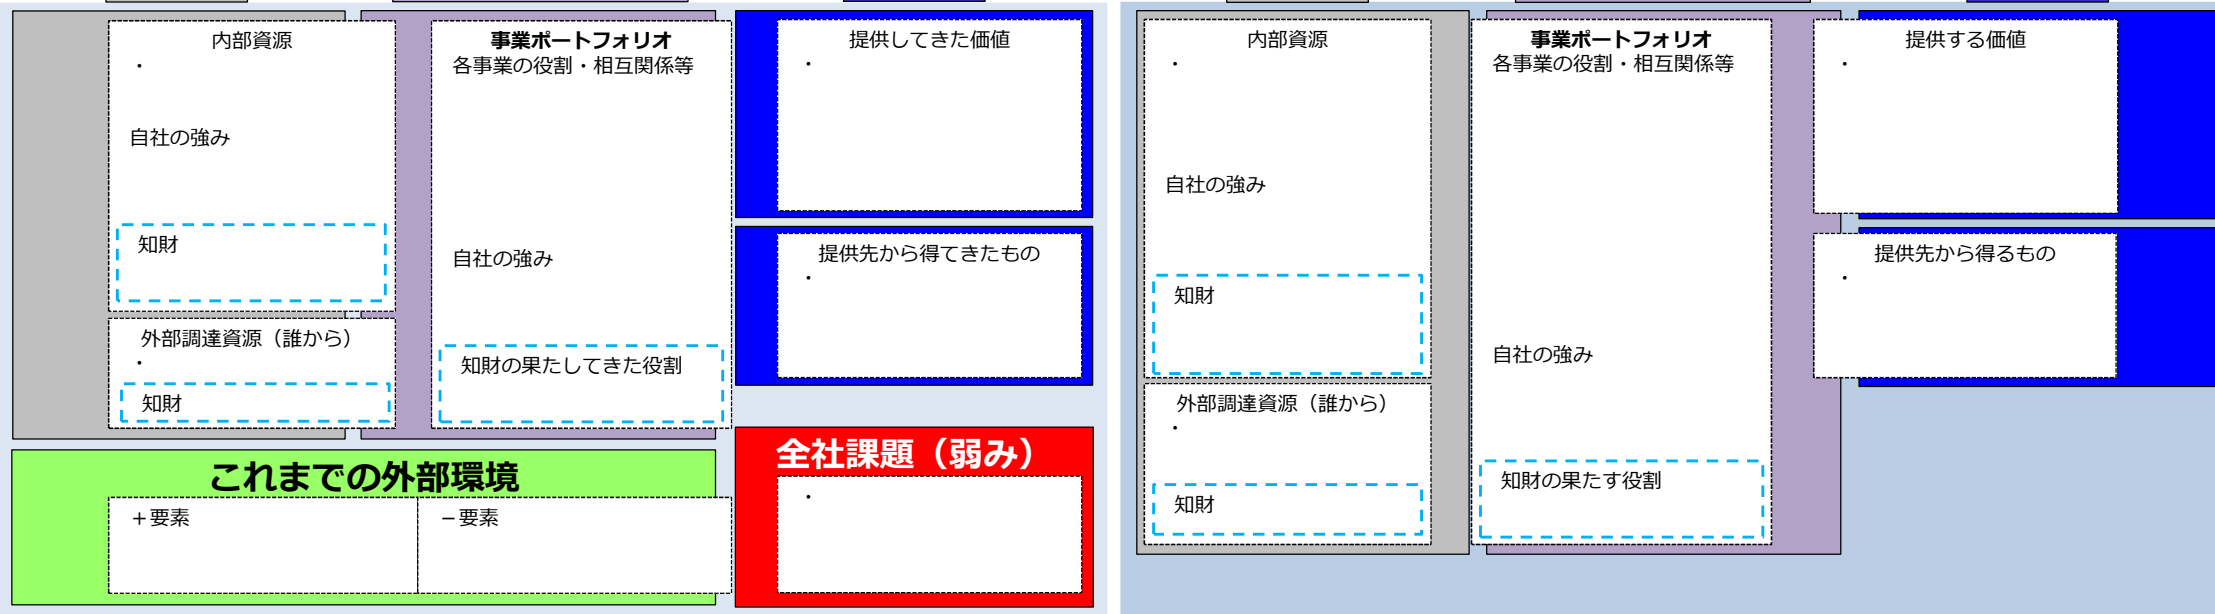 内部資源
・
自社の強み
知財
外部調達資源（誰から）
・
知財
事業ポートフォリオ
各事業の役割・相互関係等
自社の強み
知財の果たしてきた役割
提供してきた価値
・
提供先から得てきたもの
・
これまでの外部環境
＋要素
－要素
全社課題（弱み）
・
内部資源
・
自社の強み
知財
外部調達資源（誰から）
・
知財
事業ポートフォリオ
各事業の役割・相互関係等
自社の強み
知財の果たす役割
提供する価値
・
提供先から得るもの
・